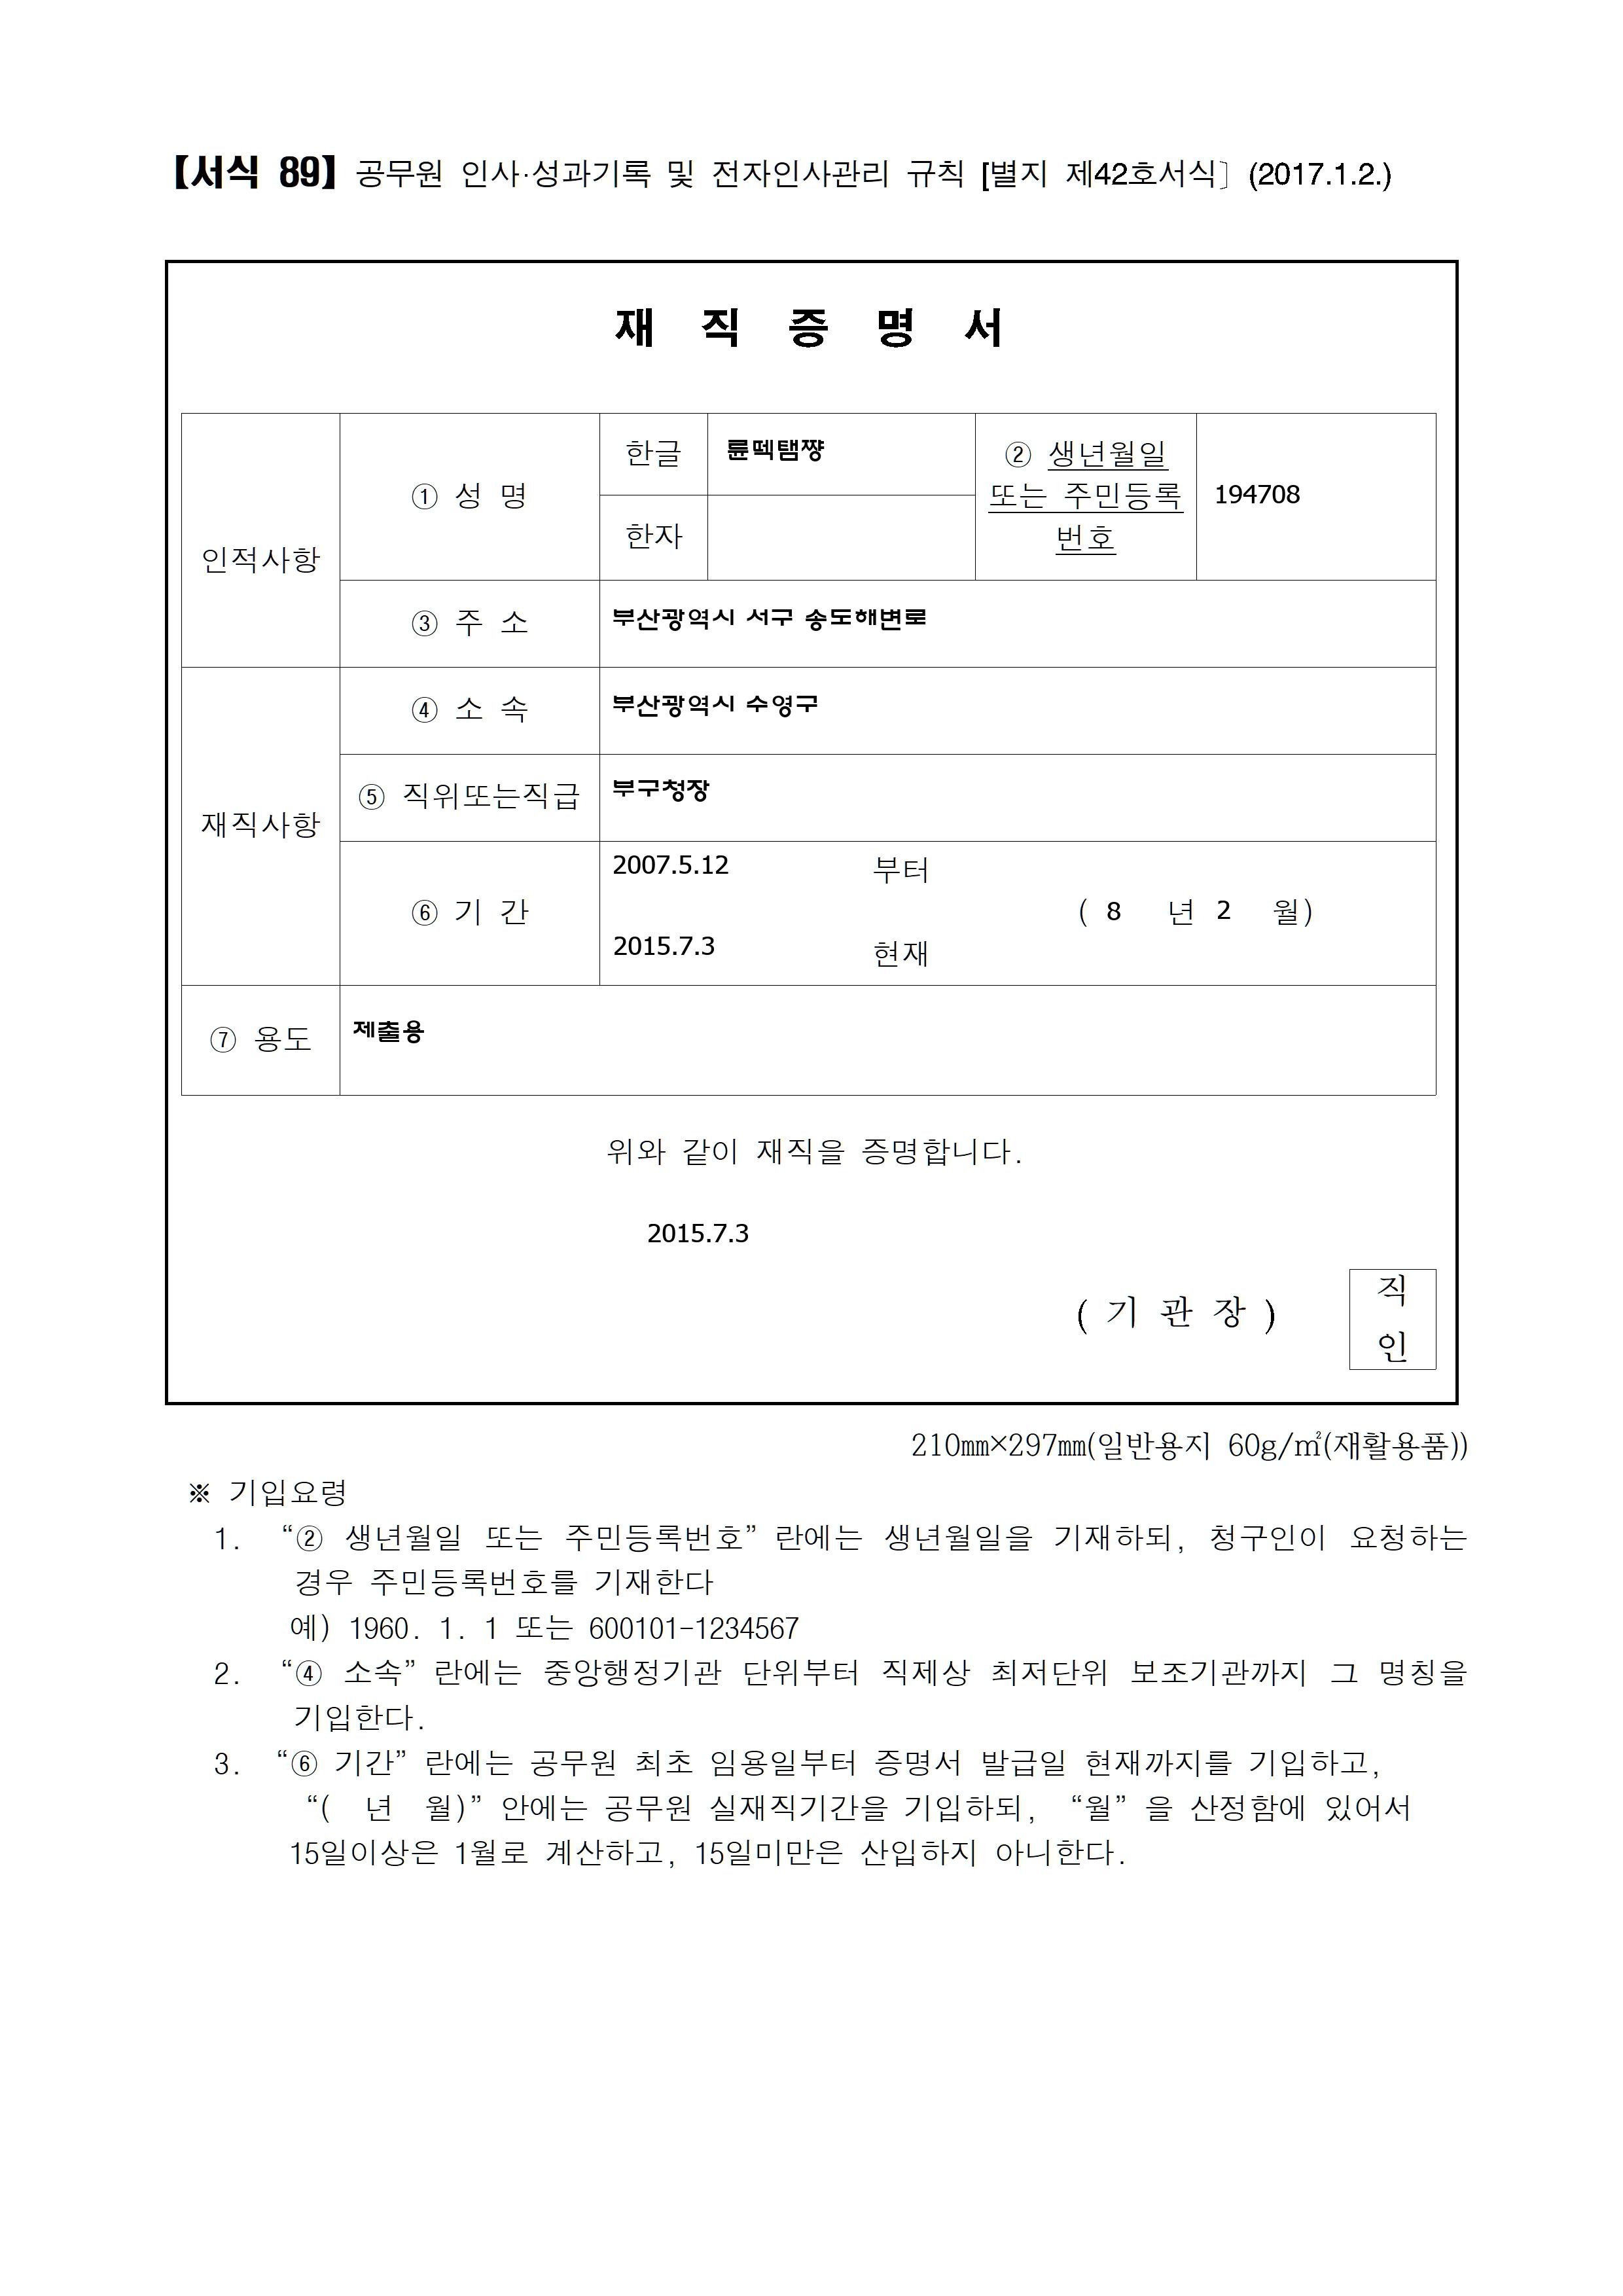 【서식 89】 공무원 인사·성과기록 및 전자인사관리 규칙 [별지 제42호서식] (2017.1.2.)
재 직 증 명 서
인적사항
① 성 명
한글
륜떽탬쨩
한자
② 생년월일
또는 주민등록
번호
194708
③ 주 소
부산광역시 서구 송도해변로
재직사항
④ 소 속
부산광역시 수영구
⑤ 직위또는직급
부구청장
⑥ 기 간
2007.5.12 부터
( 8 년 2 월)
2015.7.3 현재
⑦ 용도
제출용
위와 같이 재직을 증명합니다.
2015.7.3
( 기 관 장 )
직
인
210㎜×297㎜(일반용지 60g/㎡(재활용품))
※ 기입요령
1. “② 생년월일 또는 주민등록번호” 란에는 생년월일을 기재하되, 청구인이 요청하는
경우 주민등록번호를 기재한다
예) 1960. 1. 1 또는 600101-1234567
2. “④ 소속” 란에는 중앙행정기관 단위부터 직제상 최저단위 보조기관까지 그 명칭을
기입한다.
3. “⑥ 기간” 란에는 공무원 최초 임용일부터 증명서 발급일 현재까지를 기입하고,
“( 년 월)” 안에는 공무원 실재직기간을 기입하되, “월” 을 산정함에 있어서
15일이상은 1월로 계산하고, 15일미만은 산입하지 아니한다.